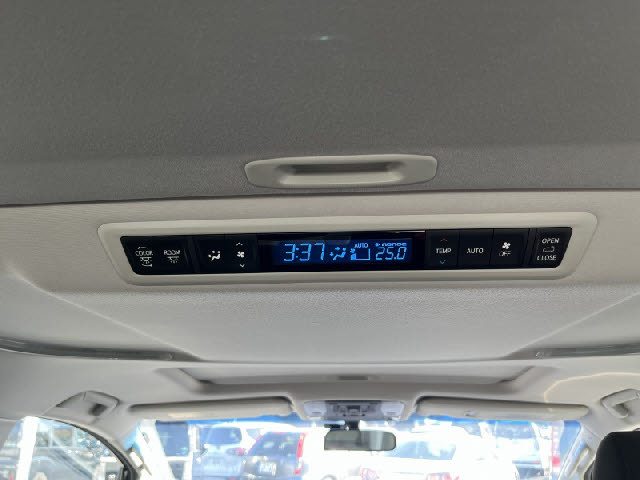 COLOR
ROOM
3:37
AUTO
25.0
TEMP
AUTO
OFF
OPEN
CLOSE